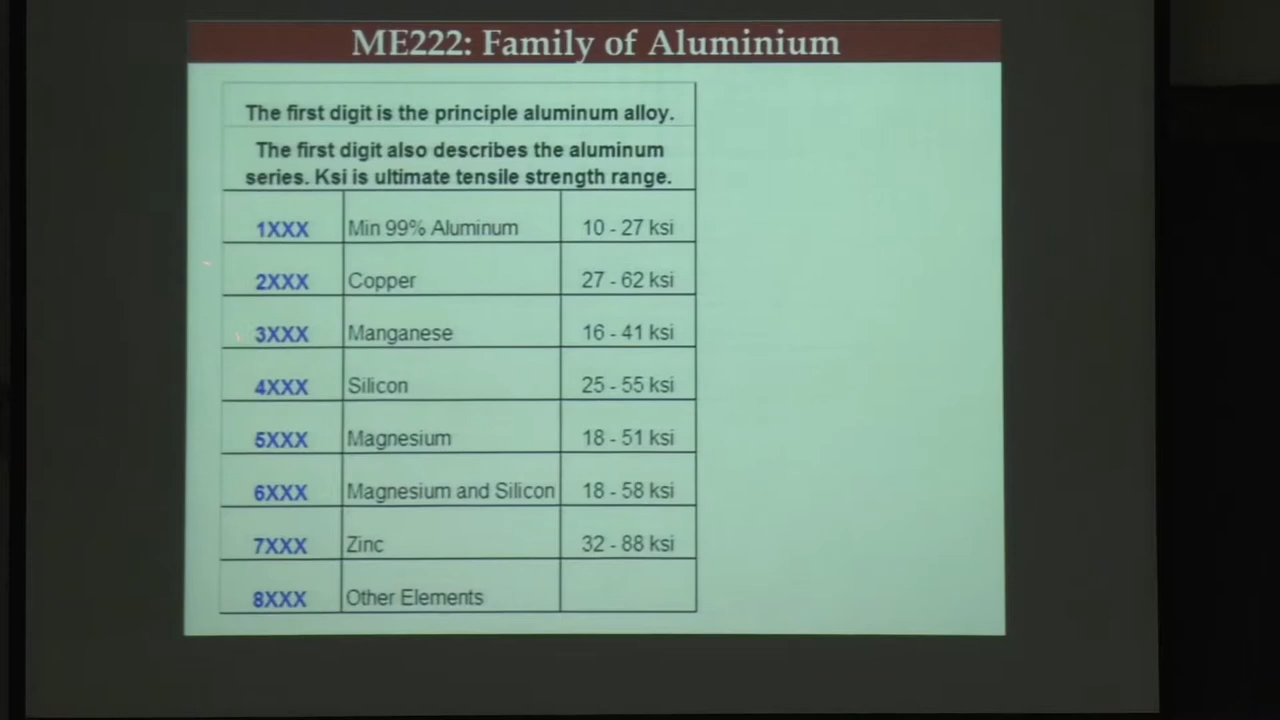 ME222: Family of Aluminium
The first digit is the principle aluminum alloy.
The first digit also describes the aluminum
series. Ksi is ultimate tensile strength range.
1XXX Min 99% Aluminum 10 - 27 ksi
2XXX Copper 27 - 62 ksi
3XXX Manganese 16 - 41 ksi
4XXX Silicon 25 - 55 ksi
5XXX Magnesium 18 - 51 ksi
6XXX Magnesium and Silicon 18 - 58 ksi
7XXX Zinc 32 - 88 ksi
8XXX Other Elements